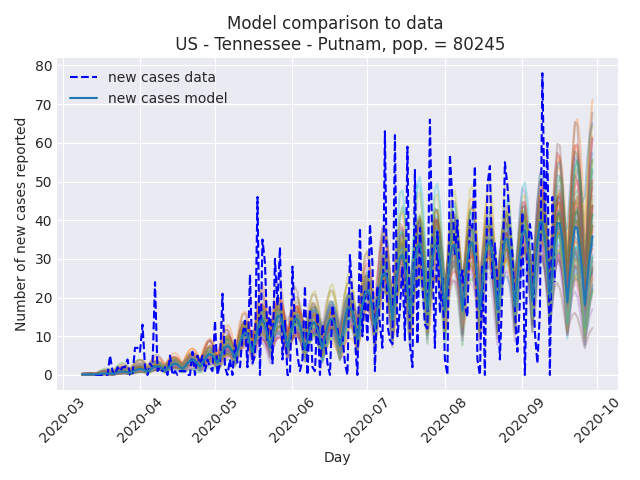 Model comparison to data
US - Tennessee - Putnam, pop. = 80245
new cases data
new cases model
Number of new cases reported
80
70
60
50
40
30
20
10
0
2020-03
2020-04
2020-05
2020-06
2020-07
2020-08
2020-09
2020-10
Day